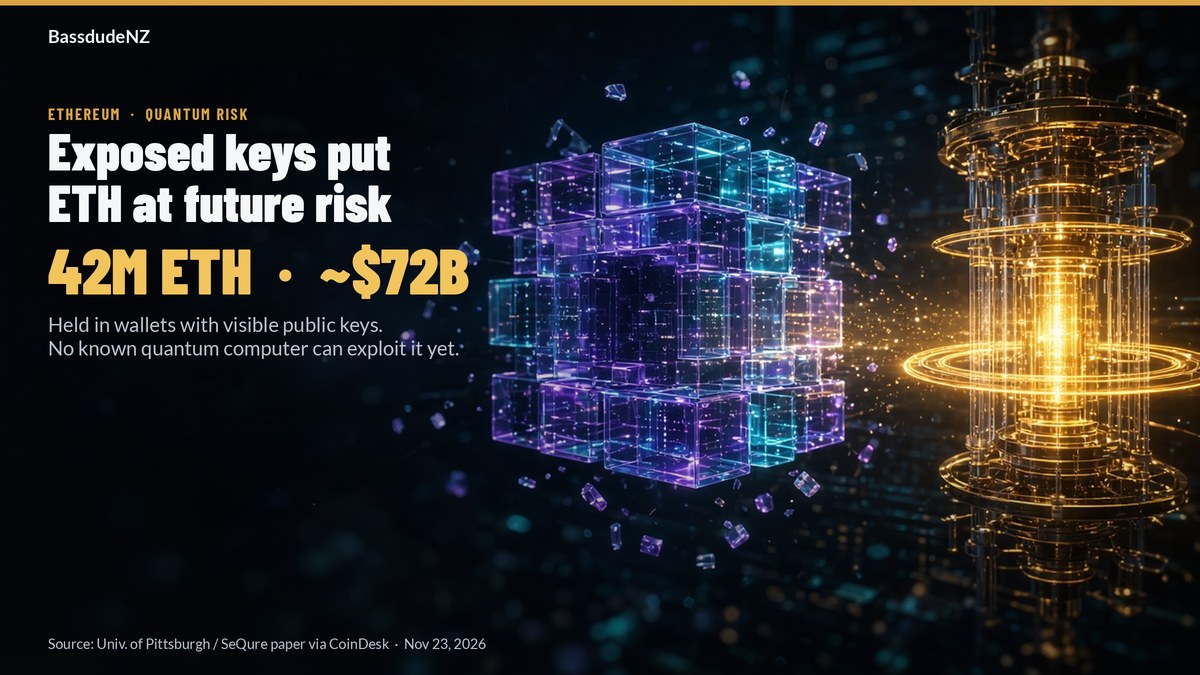 BassdudeNZ
ETHEREUM · QUANTUM RISK
Exposed keys put
ETH at future risk
42M ETH · ~$72B
Held in wallets with visible public keys.
No known quantum computer can exploit it yet.
Source: Univ. of Pittsburgh / SeQure paper via CoinDesk · Nov 23, 2026